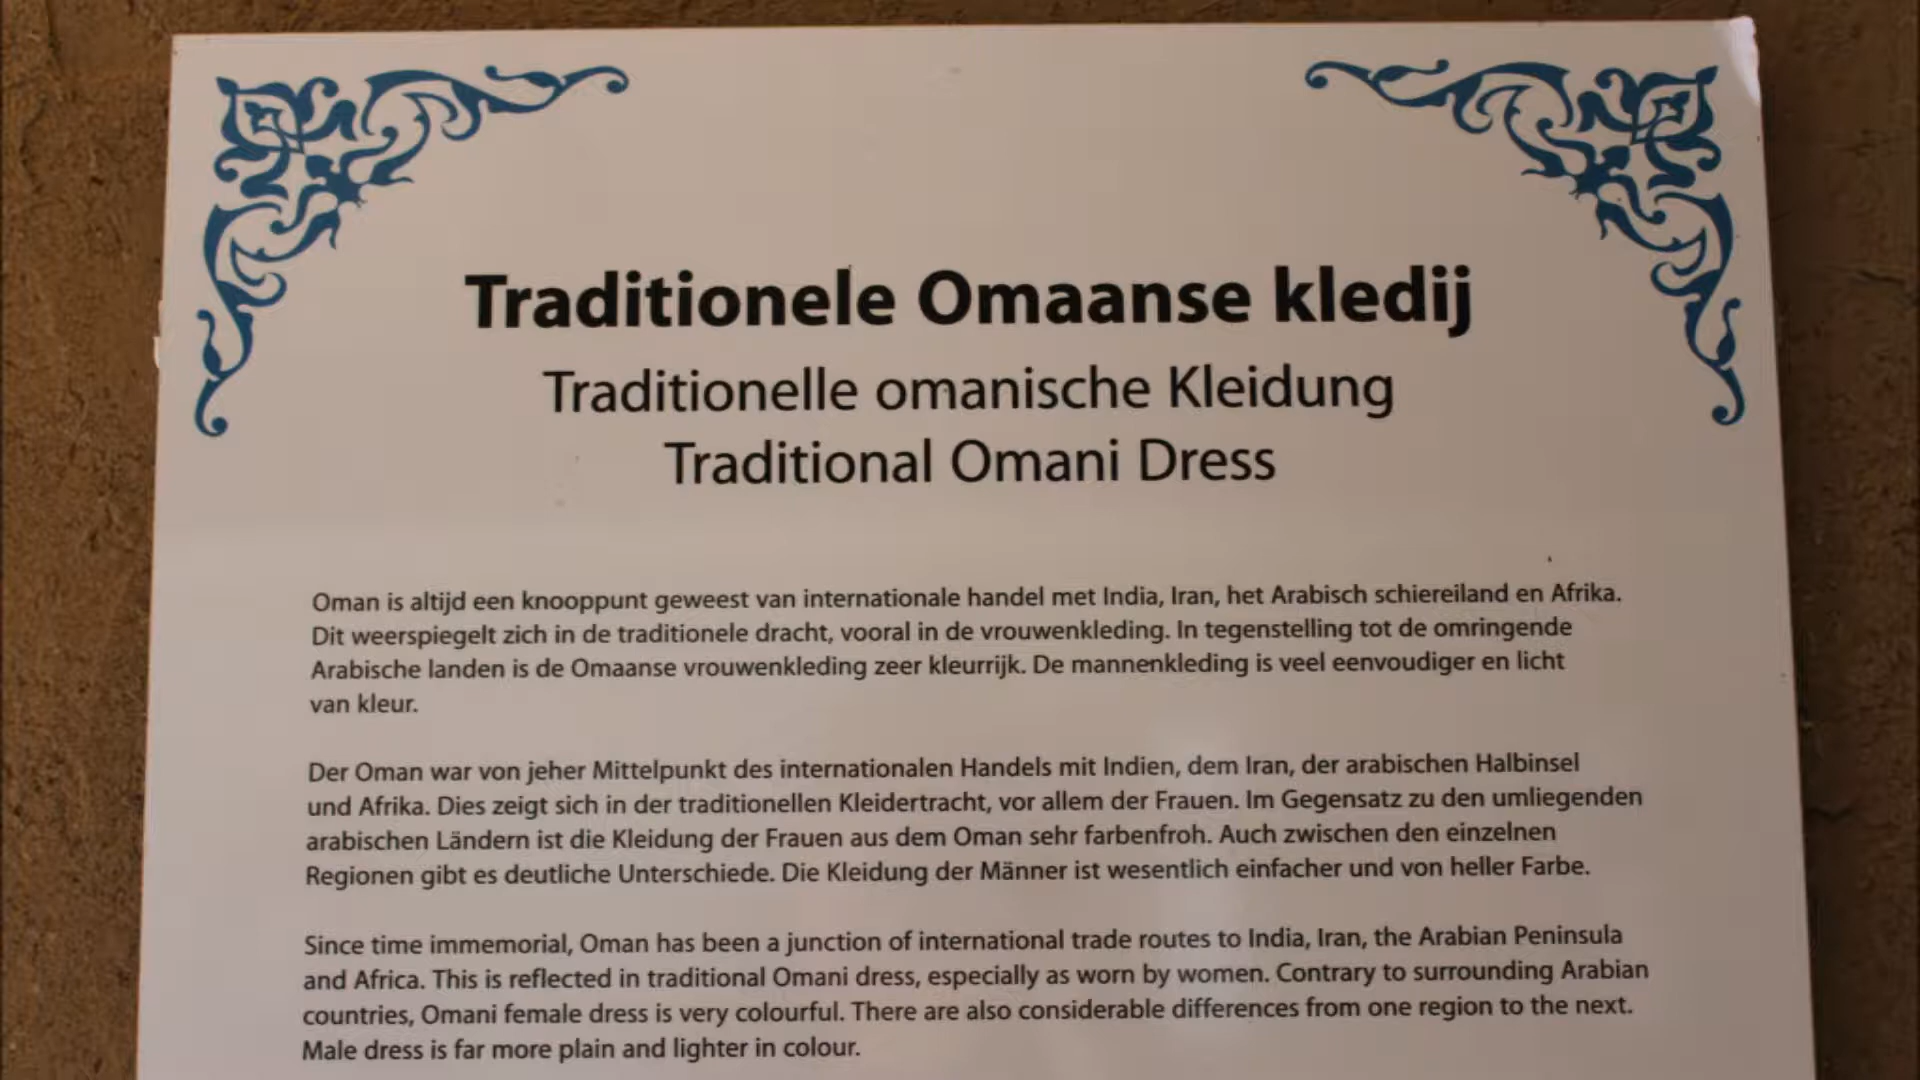 Traditionele Omaanse kledij
Traditionelle omanische Kleidung
Traditional Omani Dress
Oman is altijd een knooppunt geweest van internationale handel met India, Iran, het Arabisch schiereiland en Afrika.
Dit weerspiegelt zich in de traditionele dracht, vooral in de vrouwenkleding. In tegenstelling tot de omringende
Arabische landen is de Omaanse vrouwenkleding zeer kleurrijk. De mannenkleding is veel eenvoudiger en licht
van kleur.
Der Oman war von jeher Mittelpunkt des internationalen Handels mit Indien, dem Iran, der arabischen Halbinsel
und Afrika. Dies zeigt sich in der traditionellen Kleidertracht, vor allem der Frauen. Im Gegensatz zu den umliegenden
arabischen Ländern ist die Kleidung der Frauen aus dem Oman sehr farbenfroh. Auch zwischen den einzelnen
Regionen gibt es deutliche Unterschiede. Die Kleidung der Männer ist wesentlich einfacher und von heller Farbe.
Since time immemorial, Oman has been a junction of international trade routes to India, Iran, the Arabian Peninsula
and Africa. This is reflected in traditional Omani dress, especially as worn by women. Contrary to surrounding Arabian
countries, Omani female dress is very colourful. There are also considerable differences from one region to the next.
Male dress is far more plain and lighter in colour.